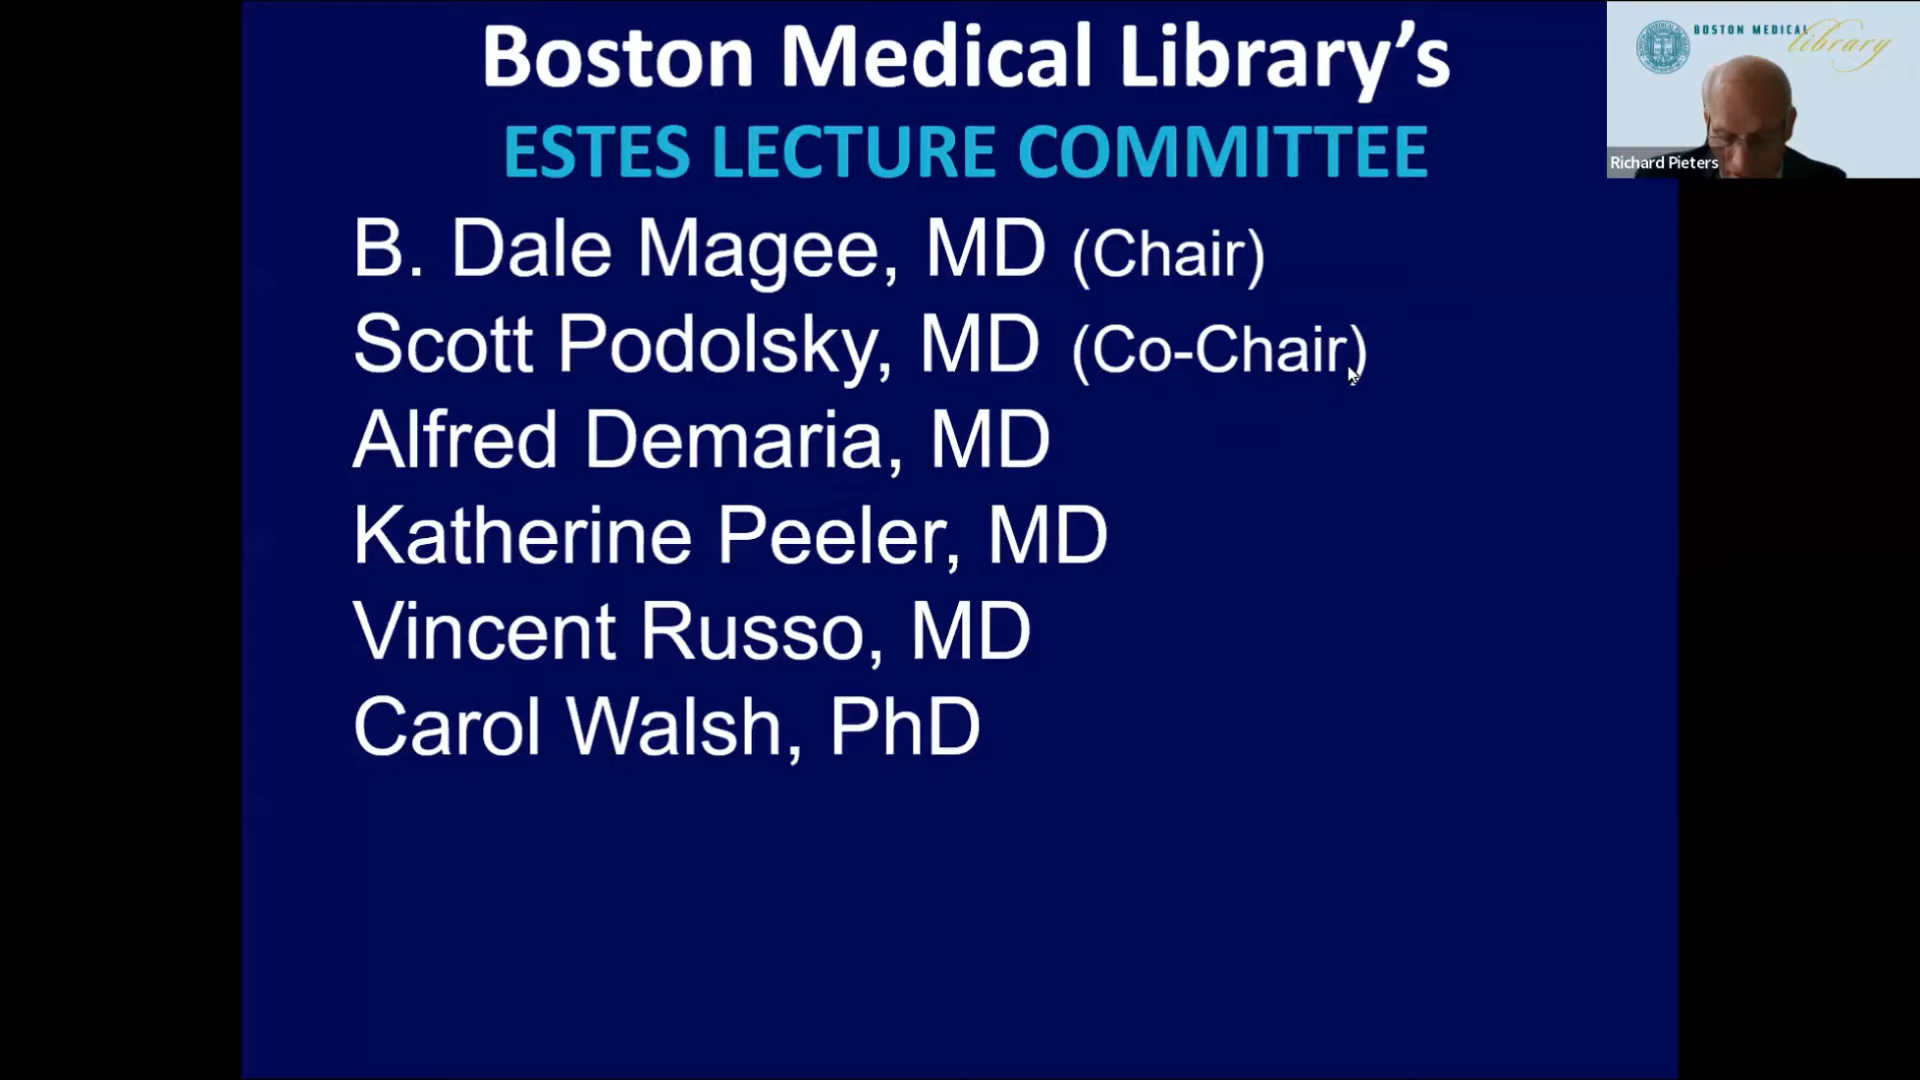 Boston Medical Library’s
ESTES LECTURE COMMITTEE
B. Dale Magee, MD (Chair)
Scott Podolsky, MD (Co-Chair)
Alfred Demaria, MD
Katherine Peeler, MD
Vincent Russo, MD
Carol Walsh, PhD
BOSTON MEDICAL library
Richard Pieters